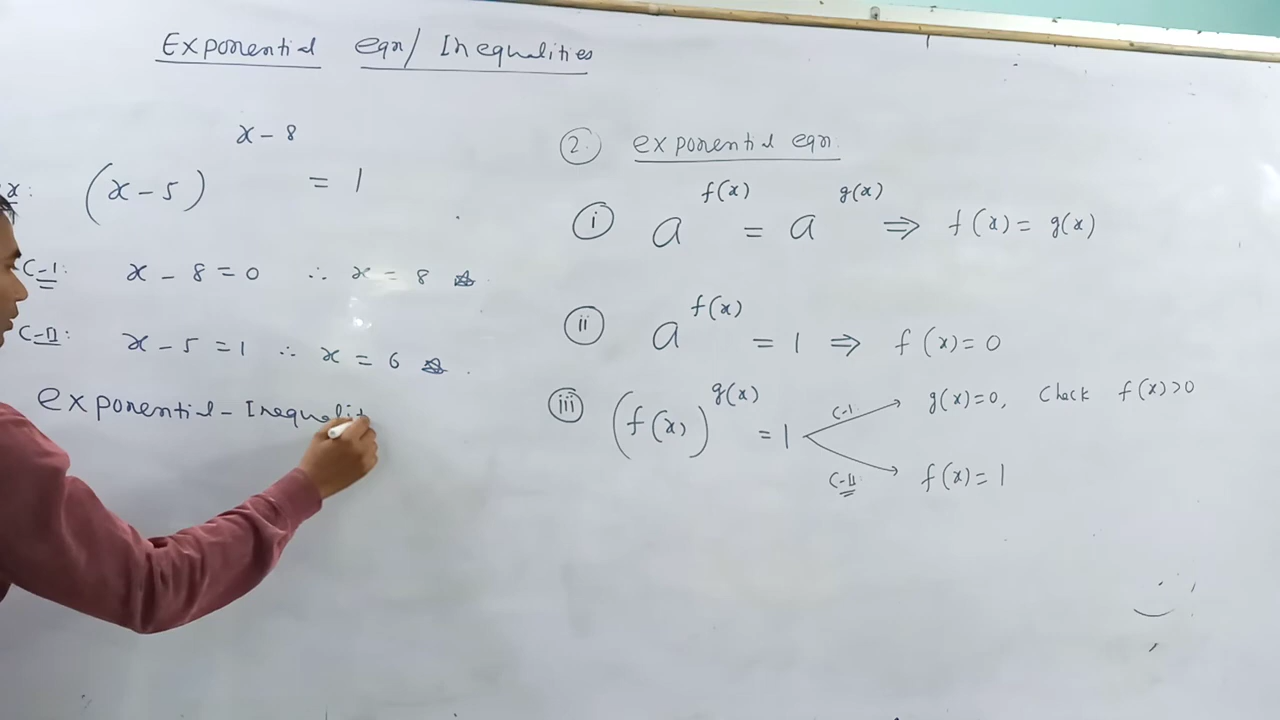 Exponential eqn/Inequalities
x: (x-5)^(x-8) = 1
C-I: x - 8 = 0 ∴ x = 8
C-II: x - 5 = 1 ∴ x = 6
exponential-Inequalit
2. exponential eqn.
(i) a^f(x) = a^g(x) ⇒ f(x) = g(x)
(ii) a^f(x) = 1 ⇒ f(x) = 0
(iii) (f(x))^g(x) = 1
C-I g(x)=0, Check f(x)>0
C-II f(x) = 1